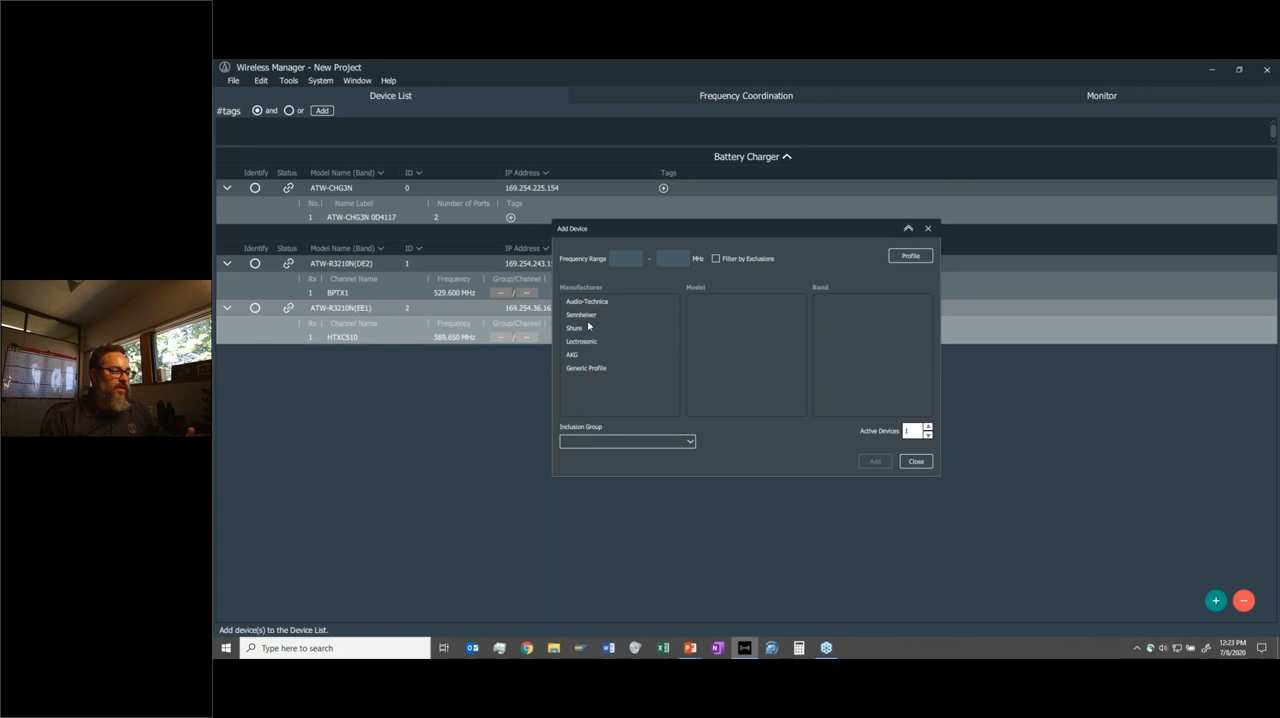 Wireless Manager - New Project
File Edit Tools System Window Help
Device List Frequency Coordination Monitor
#tags and or Add
Battery Charger
Identify Status Model Name (Band) ID IP Address Tags
ATW-CHG3N 0 169.254.225.154
No. Name Label Number of Ports Tags
1 ATW-CHG3N 0D4117 2
Identify Status Model Name (Band) ID IP Address
ATW-R3210N(DE2) 1 169.254.243.1
Rx Channel Name Frequency Group/Channel
1 BPTX1 529.600 MHz -- / --
ATW-R3210N(EE1) 2 169.254.36.16
Rx Channel Name Frequency Group/Channel
1 HTXC510 589.650 MHz -- / --
Add Device
Frequency Range - MHz Filter by Exclusions Profile
Manufacturer Model Band
Audio-Technica
Sennheiser
Shure
Lectrosonic
AKG
Generic Profile
Inclusion Group
Active Devices 1
Add Close
Add device(s) to the Device List.
Type here to search
12:23 PM
7/8/2020